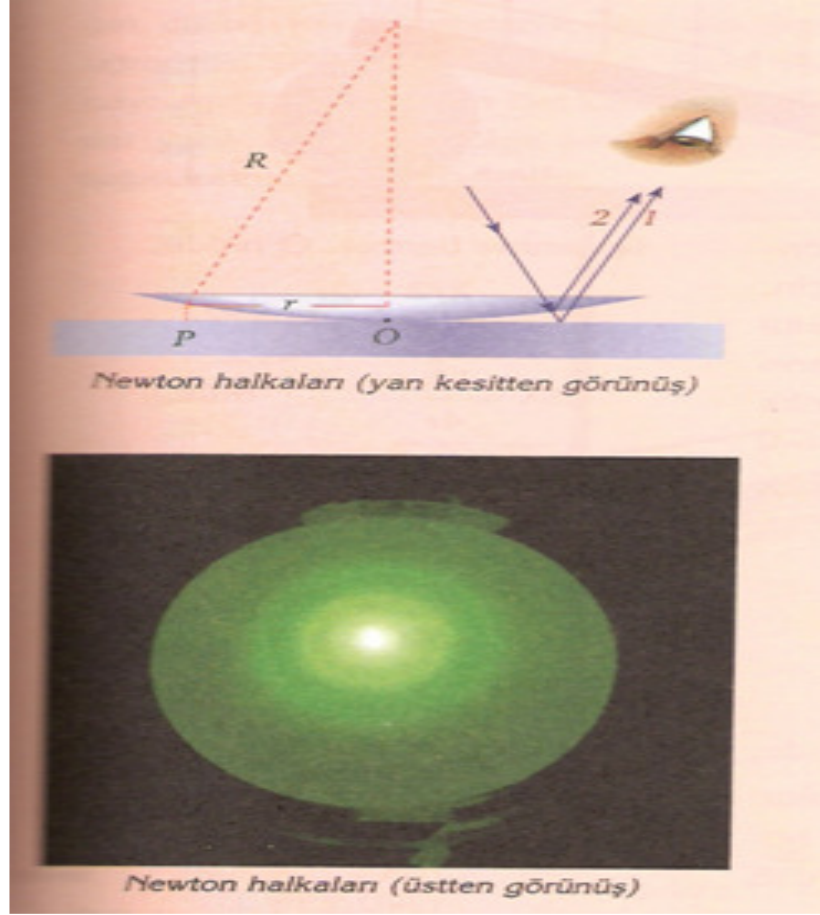 R
2 1
r
P O
Newton halkaları (yan kesitten görünüş)
Newton halkaları (üstten görünüş)